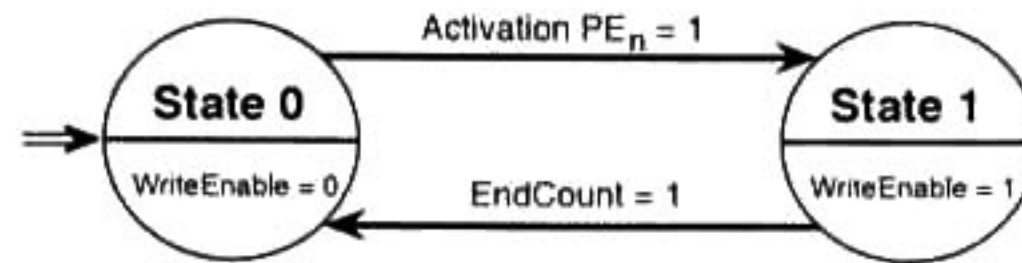 Activation PEn = 1
State 0
State 1
WriteEnable = 0
EndCount = 1
WriteEnable = 1